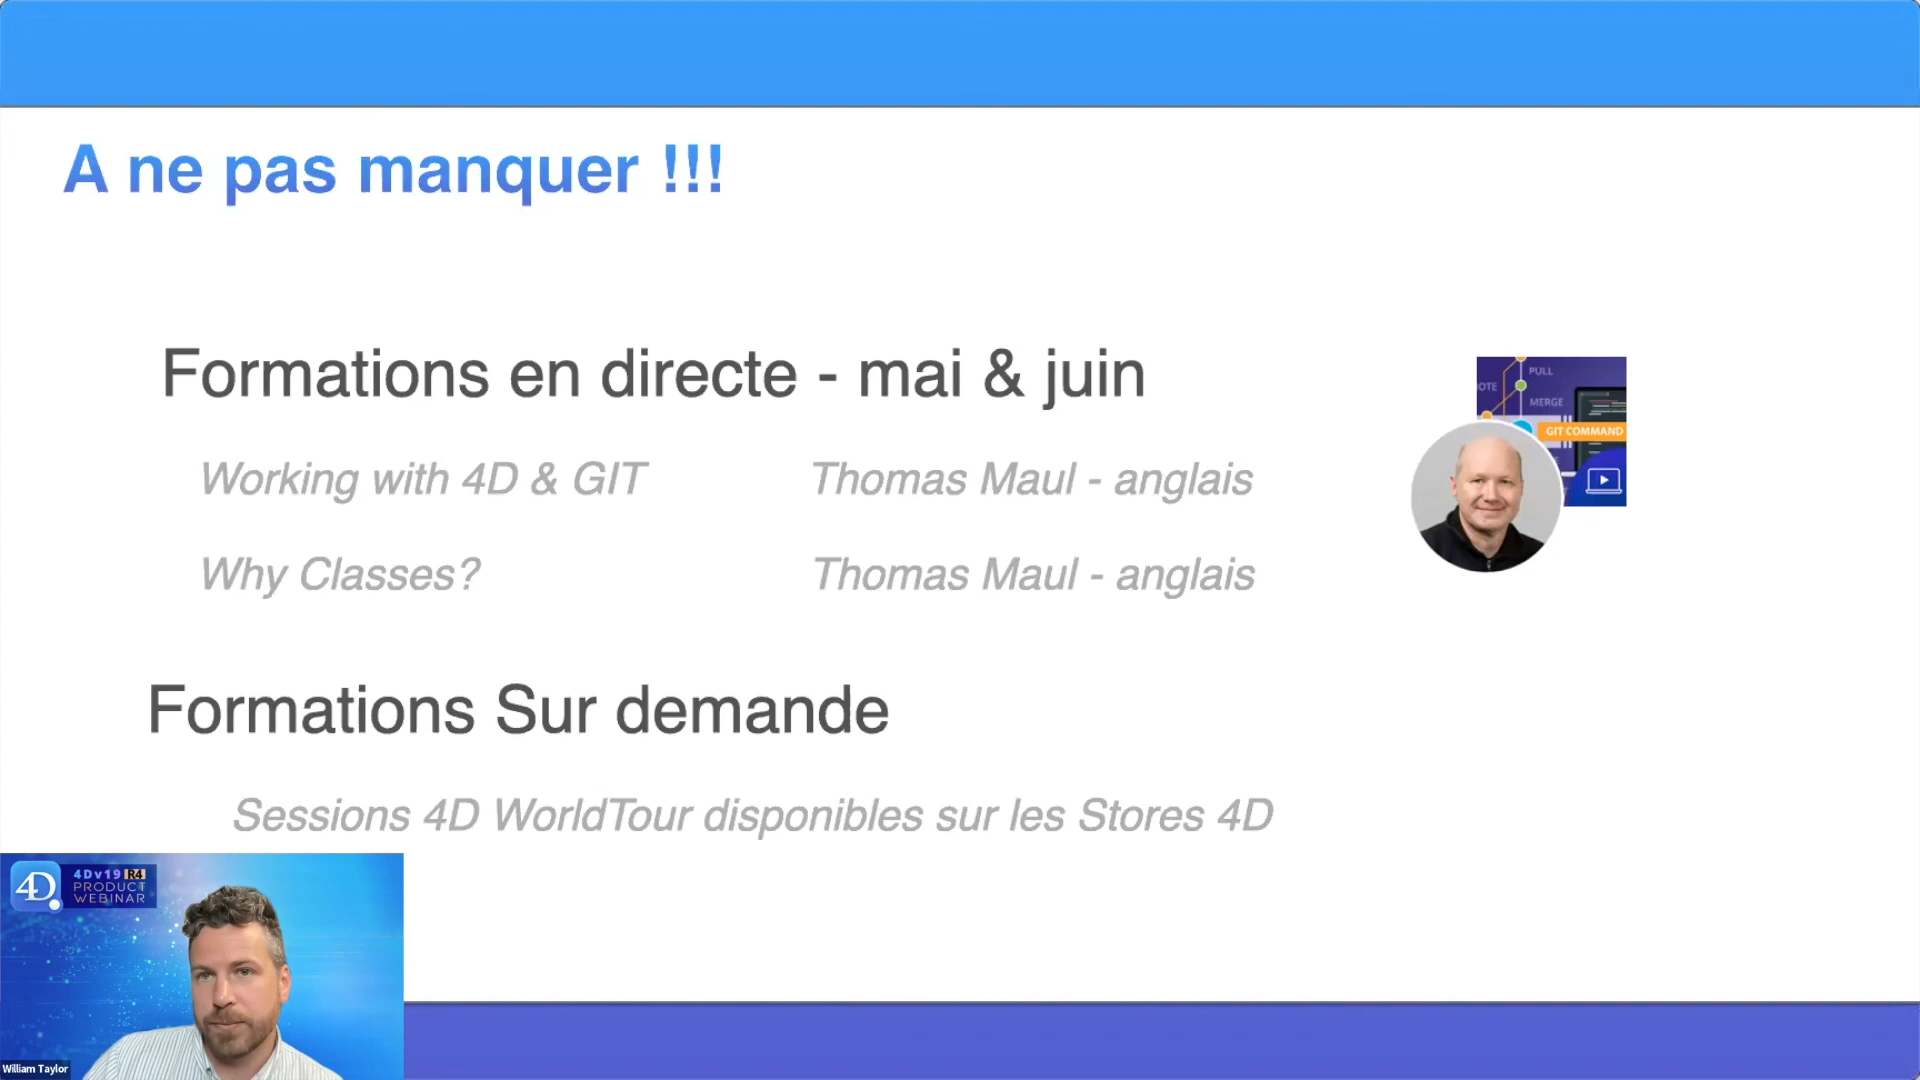 A ne pas manquer !!!
Formations en directe - mai & juin
Working with 4D & GIT Thomas Maul - anglais
Why Classes? Thomas Maul - anglais
PULL
MERGE
GIT COMMAND
Formations Sur demande
Sessions 4D WorldTour disponibles sur les Stores 4D
4D
4Dv19 R4
PRODUCT
WEBINAR
William Taylor